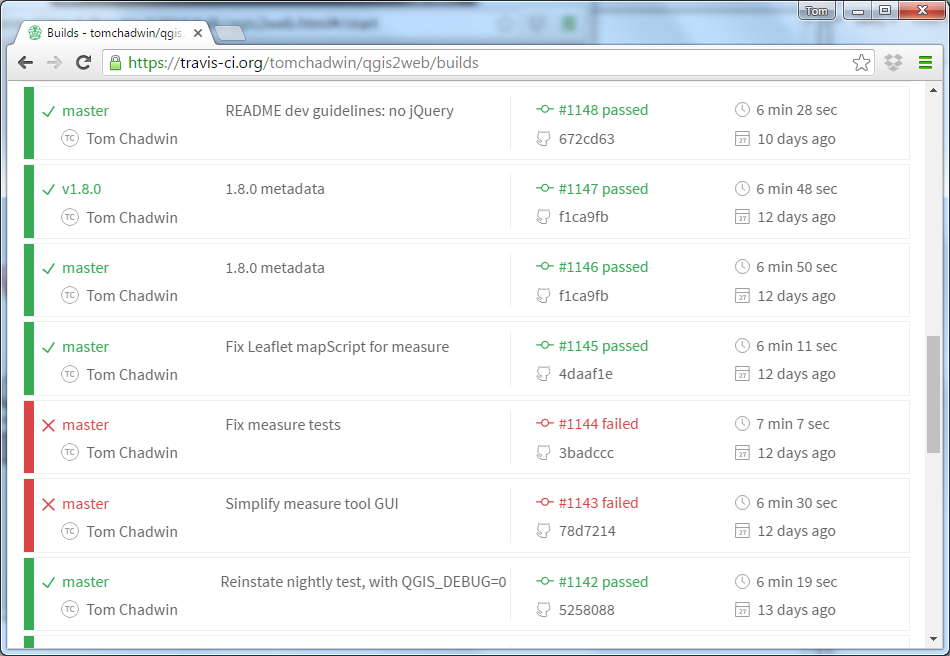 Tom
Builds - tomchadwin/qgis
https://travis-ci.org/tomchadwin/qgis2web/builds
master README dev guidelines: no jQuery #1148 passed 6 min 28 sec
TC Tom Chadwin 672cd63 27 10 days ago
v1.8.0 1.8.0 metadata #1147 passed 6 min 48 sec
TC Tom Chadwin f1ca9fb 27 12 days ago
master 1.8.0 metadata #1146 passed 6 min 50 sec
TC Tom Chadwin f1ca9fb 27 12 days ago
master Fix Leaflet mapScript for measure #1145 passed 6 min 11 sec
TC Tom Chadwin 4daaf1e 27 12 days ago
master Fix measure tests #1144 failed 7 min 7 sec
TC Tom Chadwin 3badccc 27 12 days ago
master Simplify measure tool GUI #1143 failed 6 min 30 sec
TC Tom Chadwin 78d7214 27 12 days ago
master Reinstate nightly test, with QGIS_DEBUG=0 #1142 passed 6 min 19 sec
TC Tom Chadwin 5258088 27 13 days ago